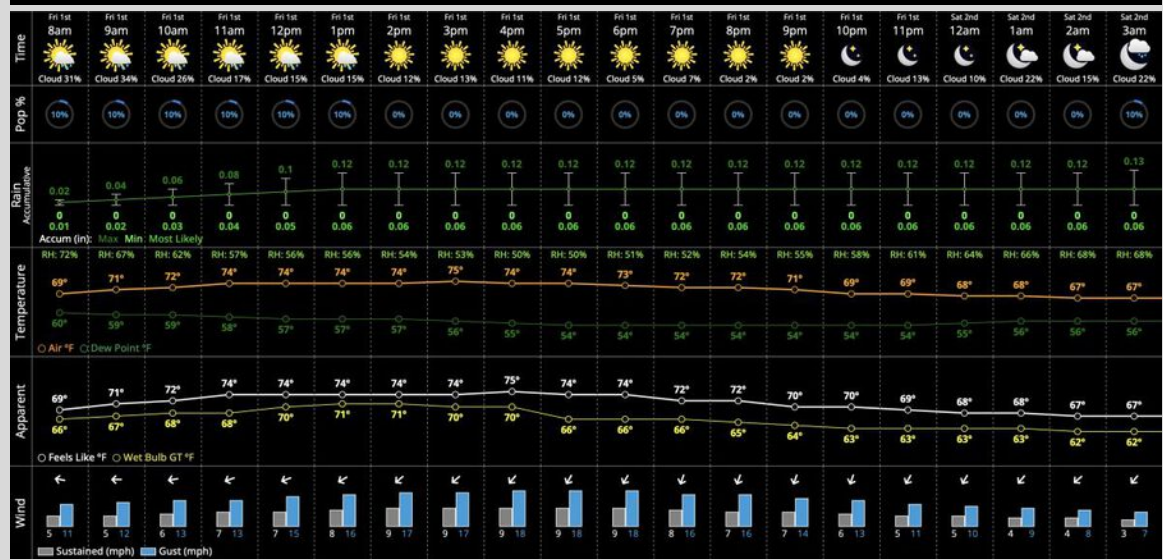 Time
Fri 1st Fri 1st Fri 1st Fri 1st Fri 1st Fri 1st Fri 1st Fri 1st Fri 1st Fri 1st Fri 1st Fri 1st Fri 1st Fri 1st Fri 1st Fri 1st Sat 2nd Sat 2nd Sat 2nd Sat 2nd
8am 9am 10am 11am 12pm 1pm 2pm 3pm 4pm 5pm 6pm 7pm 8pm 9pm 10pm 11pm 12am 1am 2am 3am
Cloud 31% Cloud 34% Cloud 26% Cloud 17% Cloud 15% Cloud 15% Cloud 12% Cloud 13% Cloud 11% Cloud 12% Cloud 5% Cloud 7% Cloud 2% Cloud 2% Cloud 4% Cloud 13% Cloud 10% Cloud 22% Cloud 15% Cloud 22%
Pop %
10% 10% 10% 10% 10% 10% 0% 0% 0% 0% 0% 0% 0% 0% 0% 0% 0% 0% 0% 10%
Rain
Accumulative
0.02 0.04 0.06 0.08 0.1 0.12 0.12 0.12 0.12 0.12 0.12 0.12 0.12 0.12 0.12 0.12 0.12 0.12 0.12 0.13
0 0 0 0 0 0 0 0 0 0 0 0 0 0 0 0 0 0 0 0
0.01 0.02 0.03 0.04 0.05 0.06 0.06 0.06 0.06 0.06 0.06 0.06 0.06 0.06 0.06 0.06 0.06 0.06 0.06 0.06
Accum (in): Max Min Most Likely
Temperature
RH: 72% RH: 67% RH: 62% RH: 57% RH: 56% RH: 56% RH: 54% RH: 53% RH: 50% RH: 50% RH: 51% RH: 52% RH: 54% RH: 55% RH: 58% RH: 61% RH: 64% RH: 66% RH: 68% RH: 68%
69° 71° 72° 74° 74° 74° 74° 75° 74° 74° 73° 72° 72° 71° 69° 69° 68° 68° 67° 67°
60° 59° 59° 58° 57° 57° 57° 56° 55° 54° 54° 54° 54° 54° 54° 54° 55° 56° 56° 56°
Air °F Dew Point °F
Apparent
69° 71° 72° 74° 74° 74° 74° 74° 75° 74° 74° 72° 72° 70° 70° 69° 68° 68° 67° 67°
66° 67° 68° 68° 70° 71° 71° 70° 70° 66° 66° 66° 65° 64° 63° 63° 63° 63° 62° 62°
Feels Like °F Wet Bulb GT °F
Wind
5 11 5 12 6 13 7 13 7 15 8 16 9 17 9 17 9 18 9 18 9 18 8 16 8 16 7 14 6 13 5 11 5 10 4 9 4 8 3 7
Sustained (mph) Gust (mph)